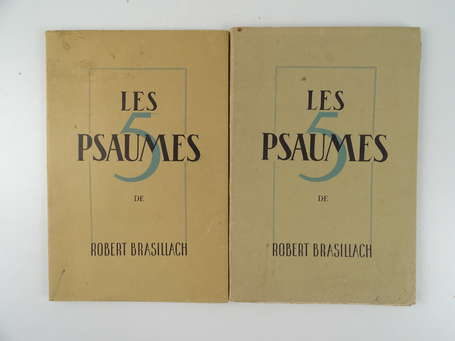 LES
5
PSAUMES
DE
ROBERT BRASILLACH
LES
5
PSAUMES
DE
ROBERT BRASILLACH